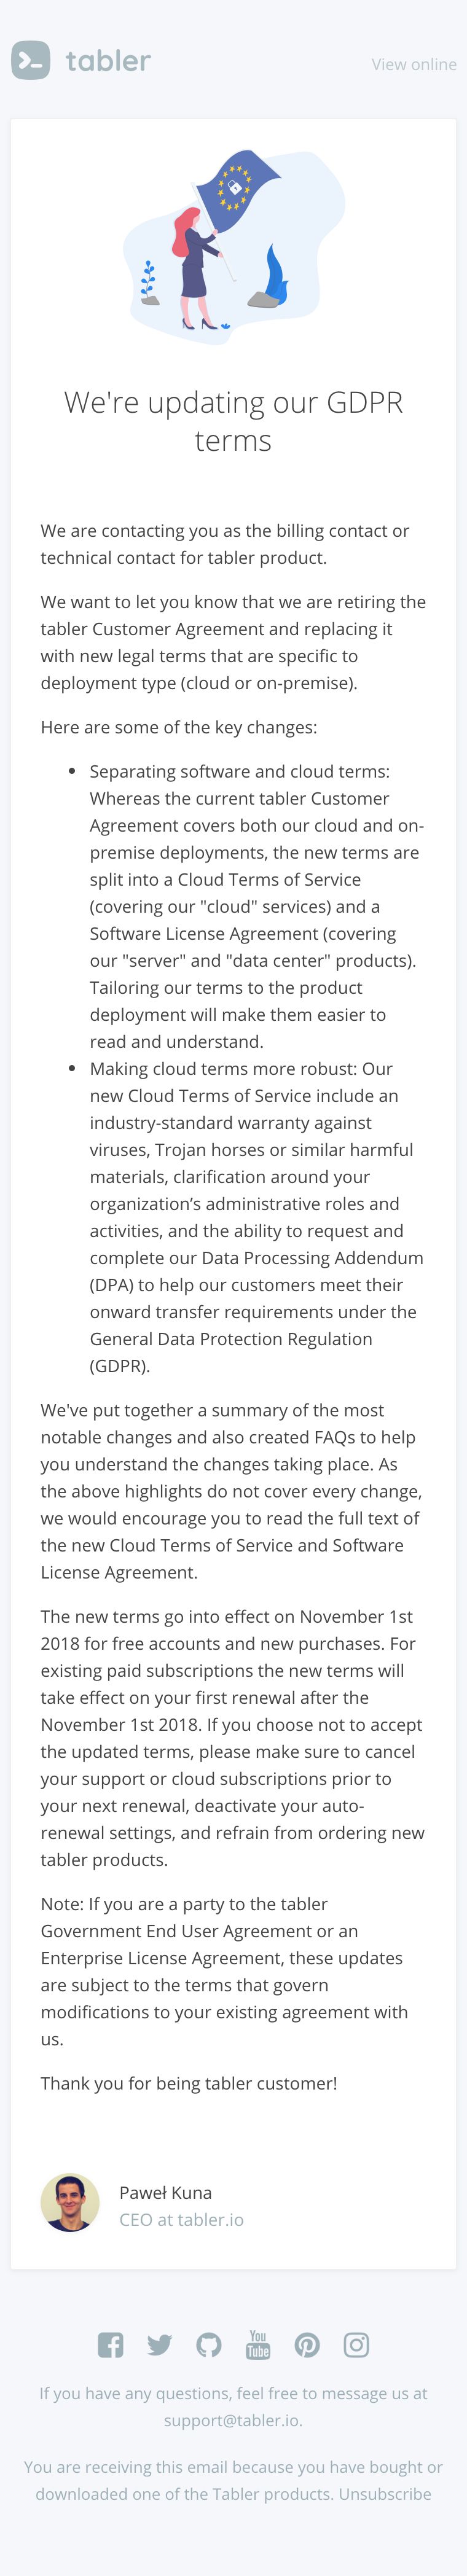 tabler
View online
We're updating our GDPR
terms
We are contacting you as the billing contact or
technical contact for tabler product.
We want to let you know that we are retiring the
tabler Customer Agreement and replacing it
with new legal terms that are specific to
deployment type (cloud or on-premise).
Here are some of the key changes:
• Separating software and cloud terms:
Whereas the current tabler Customer
Agreement covers both our cloud and on-
premise deployments, the new terms are
split into a Cloud Terms of Service
(covering our "cloud" services) and a
Software License Agreement (covering
our "server" and "data center" products).
Tailoring our terms to the product
deployment will make them easier to
read and understand.
• Making cloud terms more robust: Our
new Cloud Terms of Service include an
industry-standard warranty against
viruses, Trojan horses or similar harmful
materials, clarification around your
organization’s administrative roles and
activities, and the ability to request and
complete our Data Processing Addendum
(DPA) to help our customers meet their
onward transfer requirements under the
General Data Protection Regulation
(GDPR).
We've put together a summary of the most
notable changes and also created FAQs to help
you understand the changes taking place. As
the above highlights do not cover every change,
we would encourage you to read the full text of
the new Cloud Terms of Service and Software
License Agreement.
The new terms go into effect on November 1st
2018 for free accounts and new purchases. For
existing paid subscriptions the new terms will
take effect on your first renewal after the
November 1st 2018. If you choose not to accept
the updated terms, please make sure to cancel
your support or cloud subscriptions prior to
your next renewal, deactivate your auto-
renewal settings, and refrain from ordering new
tabler products.
Note: If you are a party to the tabler
Government End User Agreement or an
Enterprise License Agreement, these updates
are subject to the terms that govern
modifications to your existing agreement with
us.
Thank you for being tabler customer!
Paweł Kuna
CEO at tabler.io
You
Tube
If you have any questions, feel free to message us at
support@tabler.io.
You are receiving this email because you have bought or
downloaded one of the Tabler products. Unsubscribe